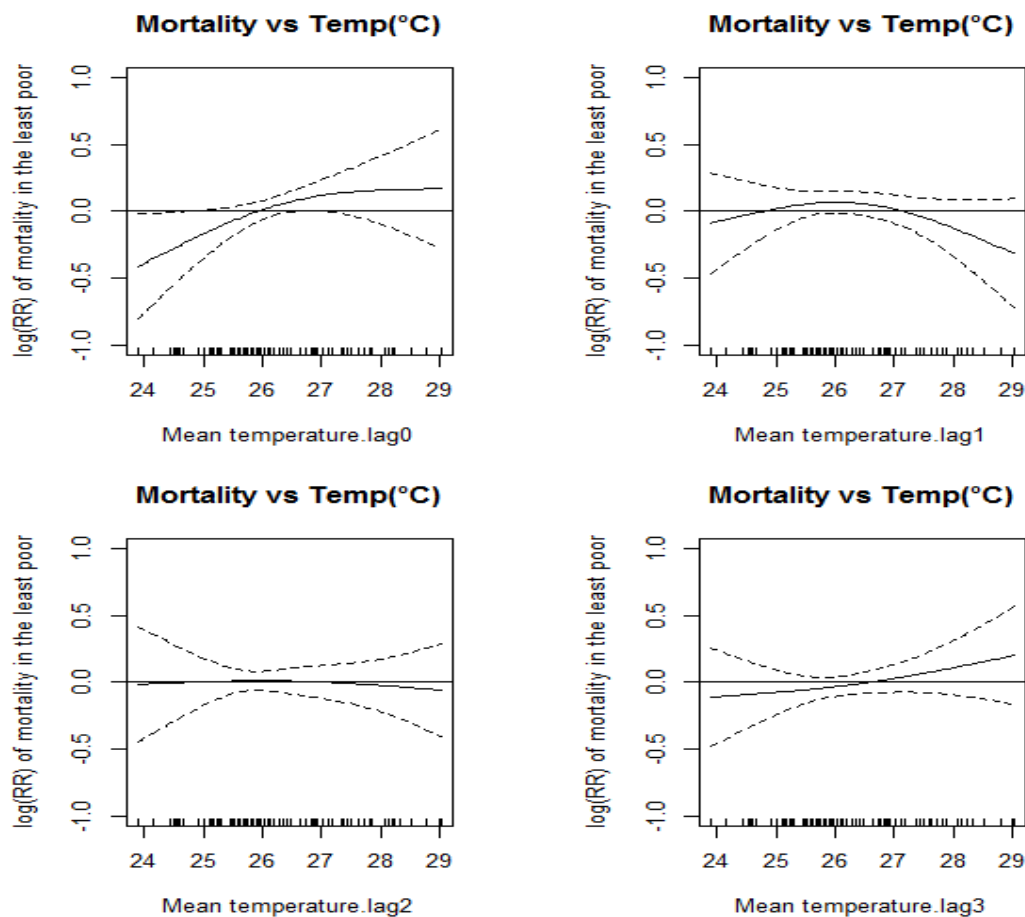 Mortality vs Temp(°C)
log(RR) of mortality in the least poor
1.0
0.5
0.0
-0.5
-1.0
24 25 26 27 28 29
Mean temperature.lag0
Mortality vs Temp(°C)
log(RR) of mortality in the least poor
1.0
0.5
0.0
-0.5
-1.0
24 25 26 27 28 29
Mean temperature.lag1
Mortality vs Temp(°C)
log(RR) of mortality in the least poor
1.0
0.5
0.0
-0.5
-1.0
24 25 26 27 28 29
Mean temperature.lag2
Mortality vs Temp(°C)
log(RR) of mortality in the least poor
1.0
0.5
0.0
-0.5
-1.0
24 25 26 27 28 29
Mean temperature.lag3